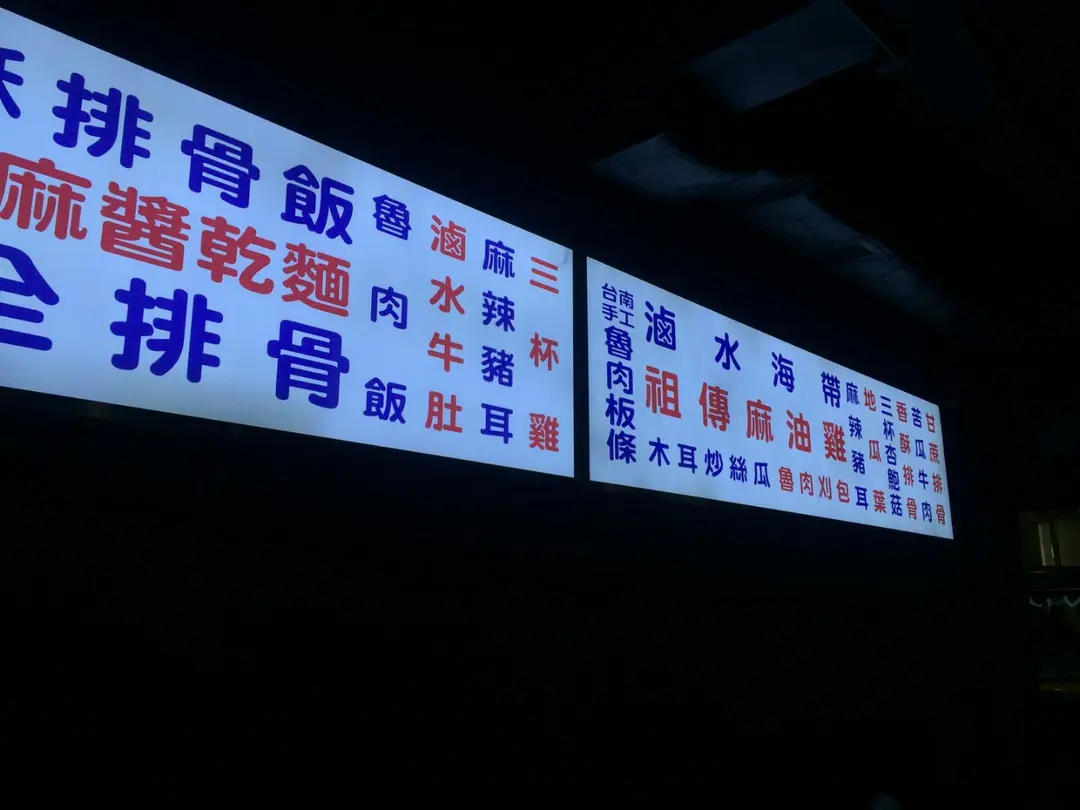 排骨飯
麻醬乾麵
全排骨
魯肉飯
滷水牛肚
麻辣豬耳
三杯雞
台南手工魯肉板條
滷水海帶
祖傳麻油雞
木耳炒絲瓜
魯肉刈包
麻辣豬耳
地瓜葉
三杯杏鮑菇
香酥排骨
苦瓜牛肉
甘蔗排骨